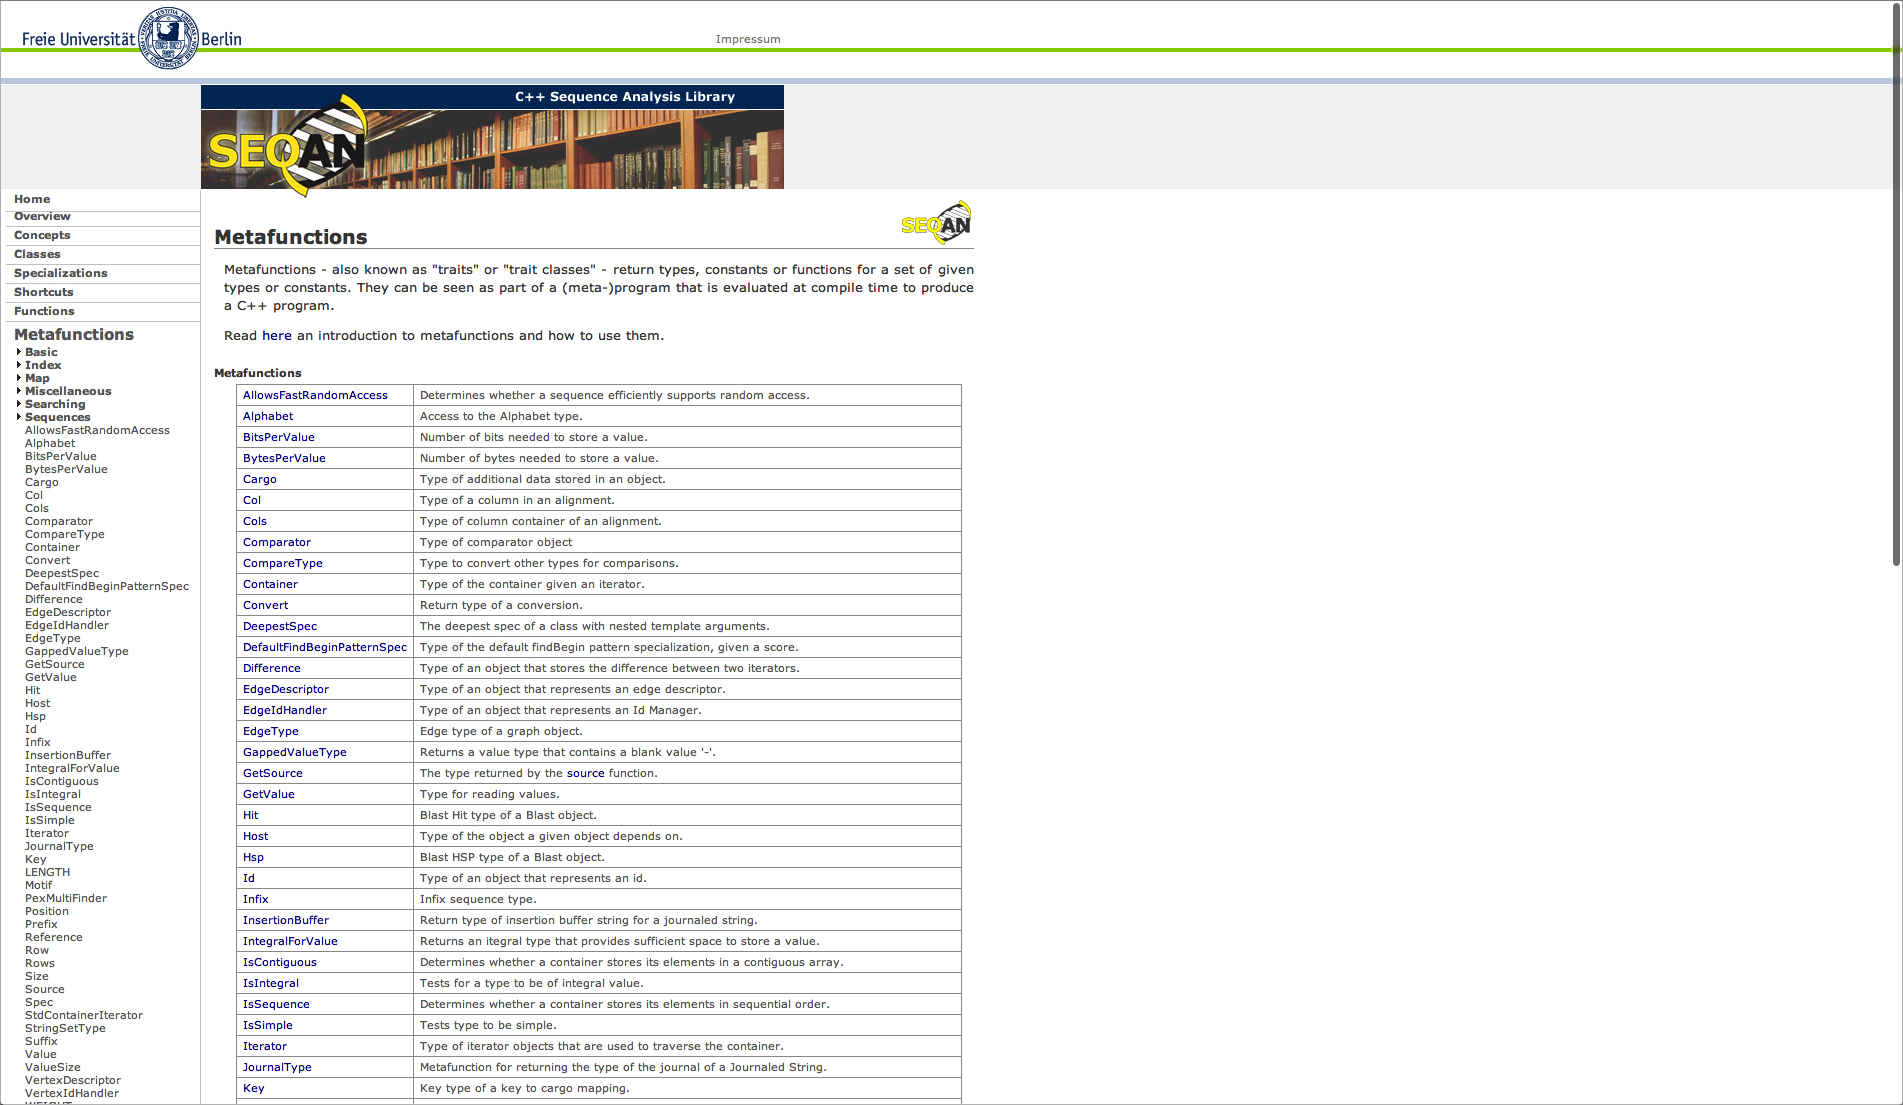 Freie Universität Berlin
Impressum
C++ Sequence Analysis Library
SEQAN
Home
Overview
Concepts
Classes
Specializations
Shortcuts
Functions
Metafunctions
Basic
Index
Map
Miscellaneous
Searching
Sequences
AllowsFastRandomAccess
Alphabet
BitsPerValue
BytesPerValue
Cargo
Col
Cols
Comparator
CompareType
Container
Convert
DeepestSpec
DefaultFindBeginPatternSpec
Difference
EdgeDescriptor
EdgeIdHandler
EdgeType
GappedValueType
GetSource
GetValue
Hit
Host
Hsp
Id
Infix
InsertionBuffer
IntegralForValue
IsContiguous
IsIntegral
IsSequence
IsSimple
Iterator
JournalType
Key
LENGTH
Motif
PexMultiFinder
Position
Prefix
Reference
Row
Rows
Size
Source
Spec
StdContainerIterator
StringSetType
Suffix
Value
ValueSize
VertexDescriptor
VertexIdHandler
WEIGHT
SEQAN
Metafunctions
Metafunctions - also known as "traits" or "trait classes" - return types, constants or functions for a set of given
types or constants. They can be seen as part of a (meta-)program that is evaluated at compile time to produce
a C++ program.
Read here an introduction to metafunctions and how to use them.
Metafunctions
AllowsFastRandomAccess Determines whether a sequence efficiently supports random access.
Alphabet Access to the Alphabet type.
BitsPerValue Number of bits needed to store a value.
BytesPerValue Number of bytes needed to store a value.
Cargo Type of additional data stored in an object.
Col Type of a column in an alignment.
Cols Type of column container of an alignment.
Comparator Type of comparator object
CompareType Type to convert other types for comparisons.
Container Type of the container given an iterator.
Convert Return type of a conversion.
DeepestSpec The deepest spec of a class with nested template arguments.
DefaultFindBeginPatternSpec Type of the default findBegin pattern specialization, given a score.
Difference Type of an object that stores the difference between two iterators.
EdgeDescriptor Type of an object that represents an edge descriptor.
EdgeIdHandler Type of an object that represents an Id Manager.
EdgeType Edge type of a graph object.
GappedValueType Returns a value type that contains a blank value '-'.
GetSource The type returned by the source function.
GetValue Type for reading values.
Hit Blast Hit type of a Blast object.
Host Type of the object a given object depends on.
Hsp Blast HSP type of a Blast object.
Id Type of an object that represents an id.
Infix Infix sequence type.
InsertionBuffer Return type of insertion buffer string for a journaled string.
IntegralForValue Returns an itegral type that provides sufficient space to store a value.
IsContiguous Determines whether a container stores its elements in a contiguous array.
IsIntegral Tests for a type to be of integral value.
IsSequence Determines whether a container stores its elements in sequential order.
IsSimple Tests type to be simple.
Iterator Type of iterator objects that are used to traverse the container.
JournalType Metafunction for returning the type of the journal of a Journaled String.
Key Key type of a key to cargo mapping.